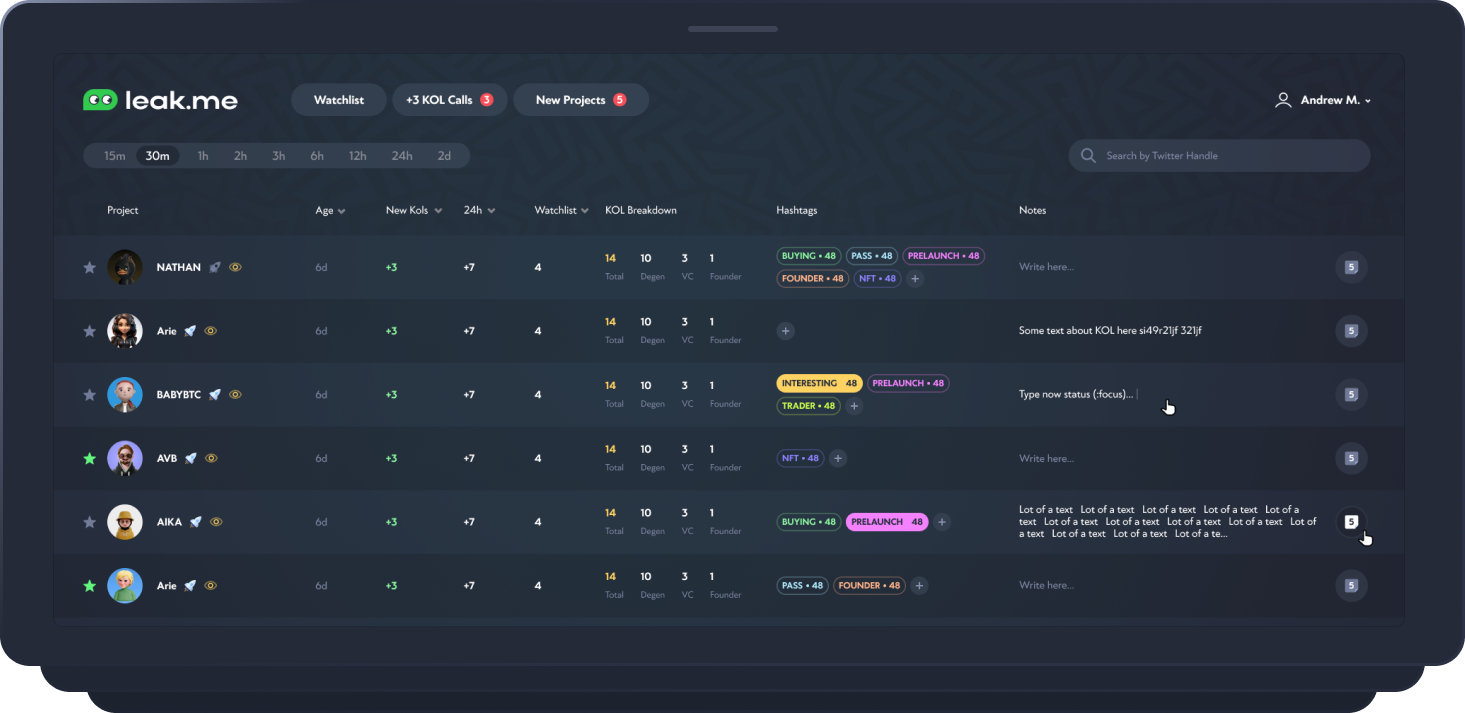 leak.me
Watchlist
+3 KOL Calls 3
New Projects 5
Andrew M.
15m 30m 1h 2h 3h 6h 12h 24h 2d
Search by Twitter Handle
Project Age New Kols 24h Watchlist KOL Breakdown Hashtags Notes
NATHAN 6d +3 +7 4
14 10 3 1
Total Degen VC Founder
BUYING • 48 PASS • 48 PRELAUNCH • 48
FOUNDER • 48 NFT • 48 +
Write here...
5
Arie 6d +3 +7 4
14 10 3 1
Total Degen VC Founder
+
Some text about KOL here si49r21jf 321jf
5
BABYBTC 6d +3 +7 4
14 10 3 1
Total Degen VC Founder
INTERESTING 48 PRELAUNCH • 48
TRADER • 48 +
Type now status (:focus)... |
5
AVB 6d +3 +7 4
14 10 3 1
Total Degen VC Founder
NFT • 48 +
Write here...
5
AIKA 6d +3 +7 4
14 10 3 1
Total Degen VC Founder
BUYING • 48 PRELAUNCH 48 +
Lot of a text Lot of a text Lot of a text Lot of a text Lot of a
text Lot of a text Lot of a text Lot of a text Lot of a text Lot of
a text Lot of a text Lot of a text Lot of a te...
5
Arie 6d +3 +7 4
14 10 3 1
Total Degen VC Founder
PASS • 48 FOUNDER • 48 +
Write here...
5